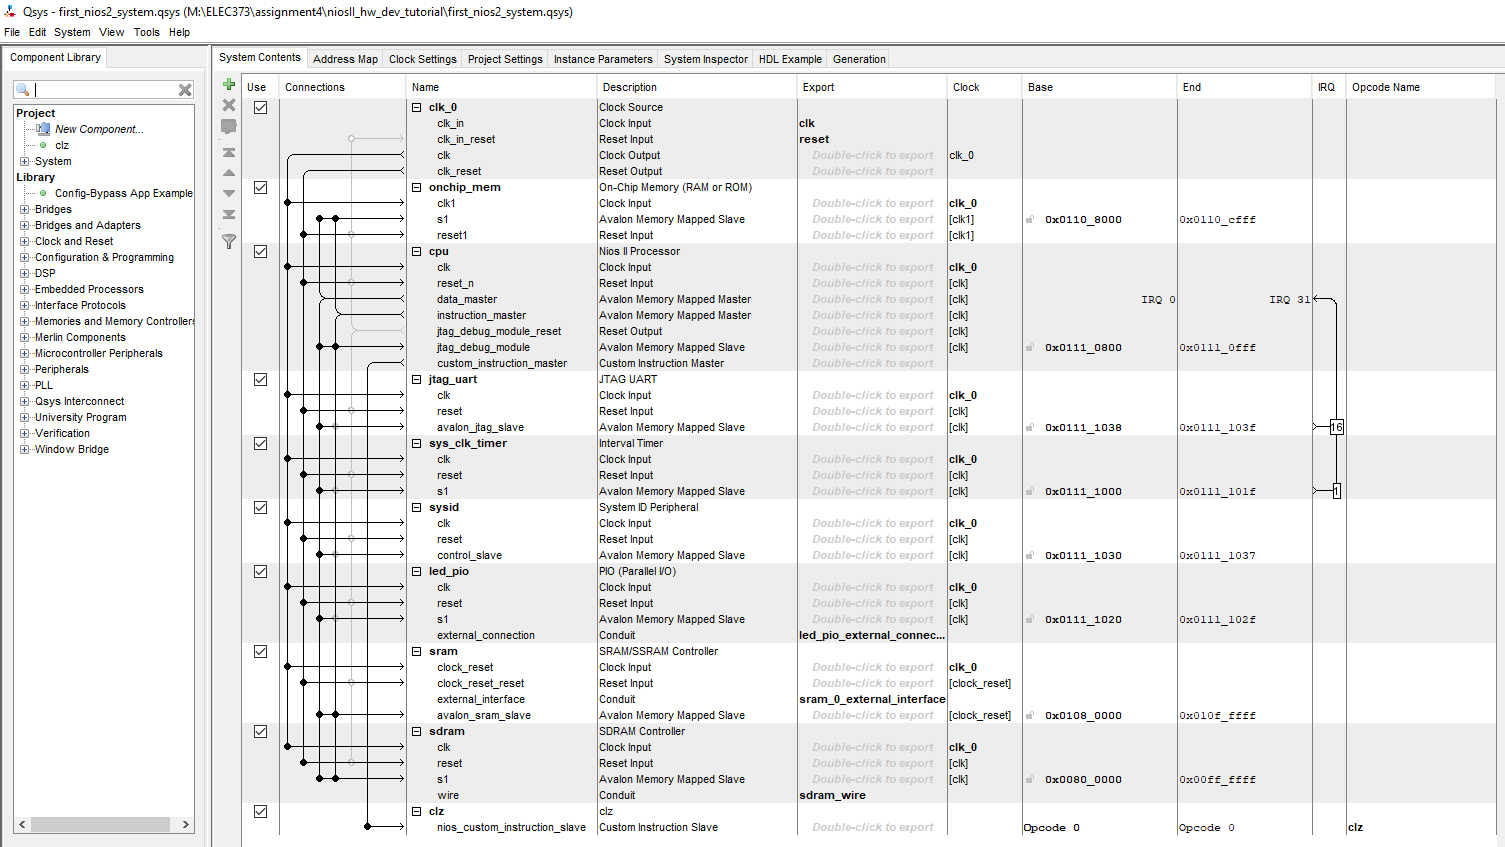 Qsys - first_nios2_system.qsys (M:\ELEC373\assignment4\niosII_hw_dev_tutorial\first_nios2_system.qsys)
File Edit System View Tools Help
Component Library
Project
New Component...
clz
System
Library
Config-Bypass App Example
Bridges
Bridges and Adapters
Clock and Reset
Configuration & Programming
DSP
Embedded Processors
Interface Protocols
Memories and Memory Controllers
Merlin Components
Microcontroller Peripherals
Peripherals
PLL
Qsys Interconnect
University Program
Verification
Window Bridge
System Contents Address Map Clock Settings Project Settings Instance Parameters System Inspector HDL Example Generation
Use Connections Name Description Export Clock Base End IRQ Opcode Name
clk_0 Clock Source
clk_in Clock Input clk
clk_in_reset Reset Input reset
clk Clock Output Double-click to export clk_0
clk_reset Reset Output Double-click to export
onchip_mem On-Chip Memory (RAM or ROM)
clk1 Clock Input Double-click to export clk_0
s1 Avalon Memory Mapped Slave Double-click to export [clk1] 0x0110_8000 0x0110_cfff
reset1 Reset Input Double-click to export [clk1]
cpu Nios II Processor
clk Clock Input Double-click to export clk_0
reset_n Reset Input Double-click to export [clk]
data_master Avalon Memory Mapped Master Double-click to export [clk] IRQ 0 IRQ 31
instruction_master Avalon Memory Mapped Master Double-click to export [clk]
jtag_debug_module_reset Reset Output Double-click to export [clk]
jtag_debug_module Avalon Memory Mapped Slave Double-click to export [clk] 0x0111_0800 0x0111_0fff
custom_instruction_master Custom Instruction Master Double-click to export
jtag_uart JTAG UART
clk Clock Input Double-click to export clk_0
reset Reset Input Double-click to export [clk]
avalon_jtag_slave Avalon Memory Mapped Slave Double-click to export [clk] 0x0111_1038 0x0111_103f 16
sys_clk_timer Interval Timer
clk Clock Input Double-click to export clk_0
reset Reset Input Double-click to export [clk]
s1 Avalon Memory Mapped Slave Double-click to export [clk] 0x0111_1000 0x0111_101f 1
sysid System ID Peripheral
clk Clock Input Double-click to export clk_0
reset Reset Input Double-click to export [clk]
control_slave Avalon Memory Mapped Slave Double-click to export [clk] 0x0111_1030 0x0111_1037
led_pio PIO (Parallel I/O)
clk Clock Input Double-click to export clk_0
reset Reset Input Double-click to export [clk]
s1 Avalon Memory Mapped Slave Double-click to export [clk] 0x0111_1020 0x0111_102f
external_connection Conduit led_pio_external_connec...
sram SRAM/SSRAM Controller
clock_reset Clock Input Double-click to export clk_0
clock_reset_reset Reset Input Double-click to export [clock_reset]
external_interface Conduit sram_0_external_interface
avalon_sram_slave Avalon Memory Mapped Slave Double-click to export [clock_reset] 0x0108_0000 0x010f_ffff
sdram SDRAM Controller
clk Clock Input Double-click to export clk_0
reset Reset Input Double-click to export [clk]
s1 Avalon Memory Mapped Slave Double-click to export [clk] 0x0080_0000 0x00ff_ffff
wire Conduit sdram_wire
clz clz
nios_custom_instruction_slave Custom Instruction Slave Double-click to export Opcode 0 Opcode 0 clz